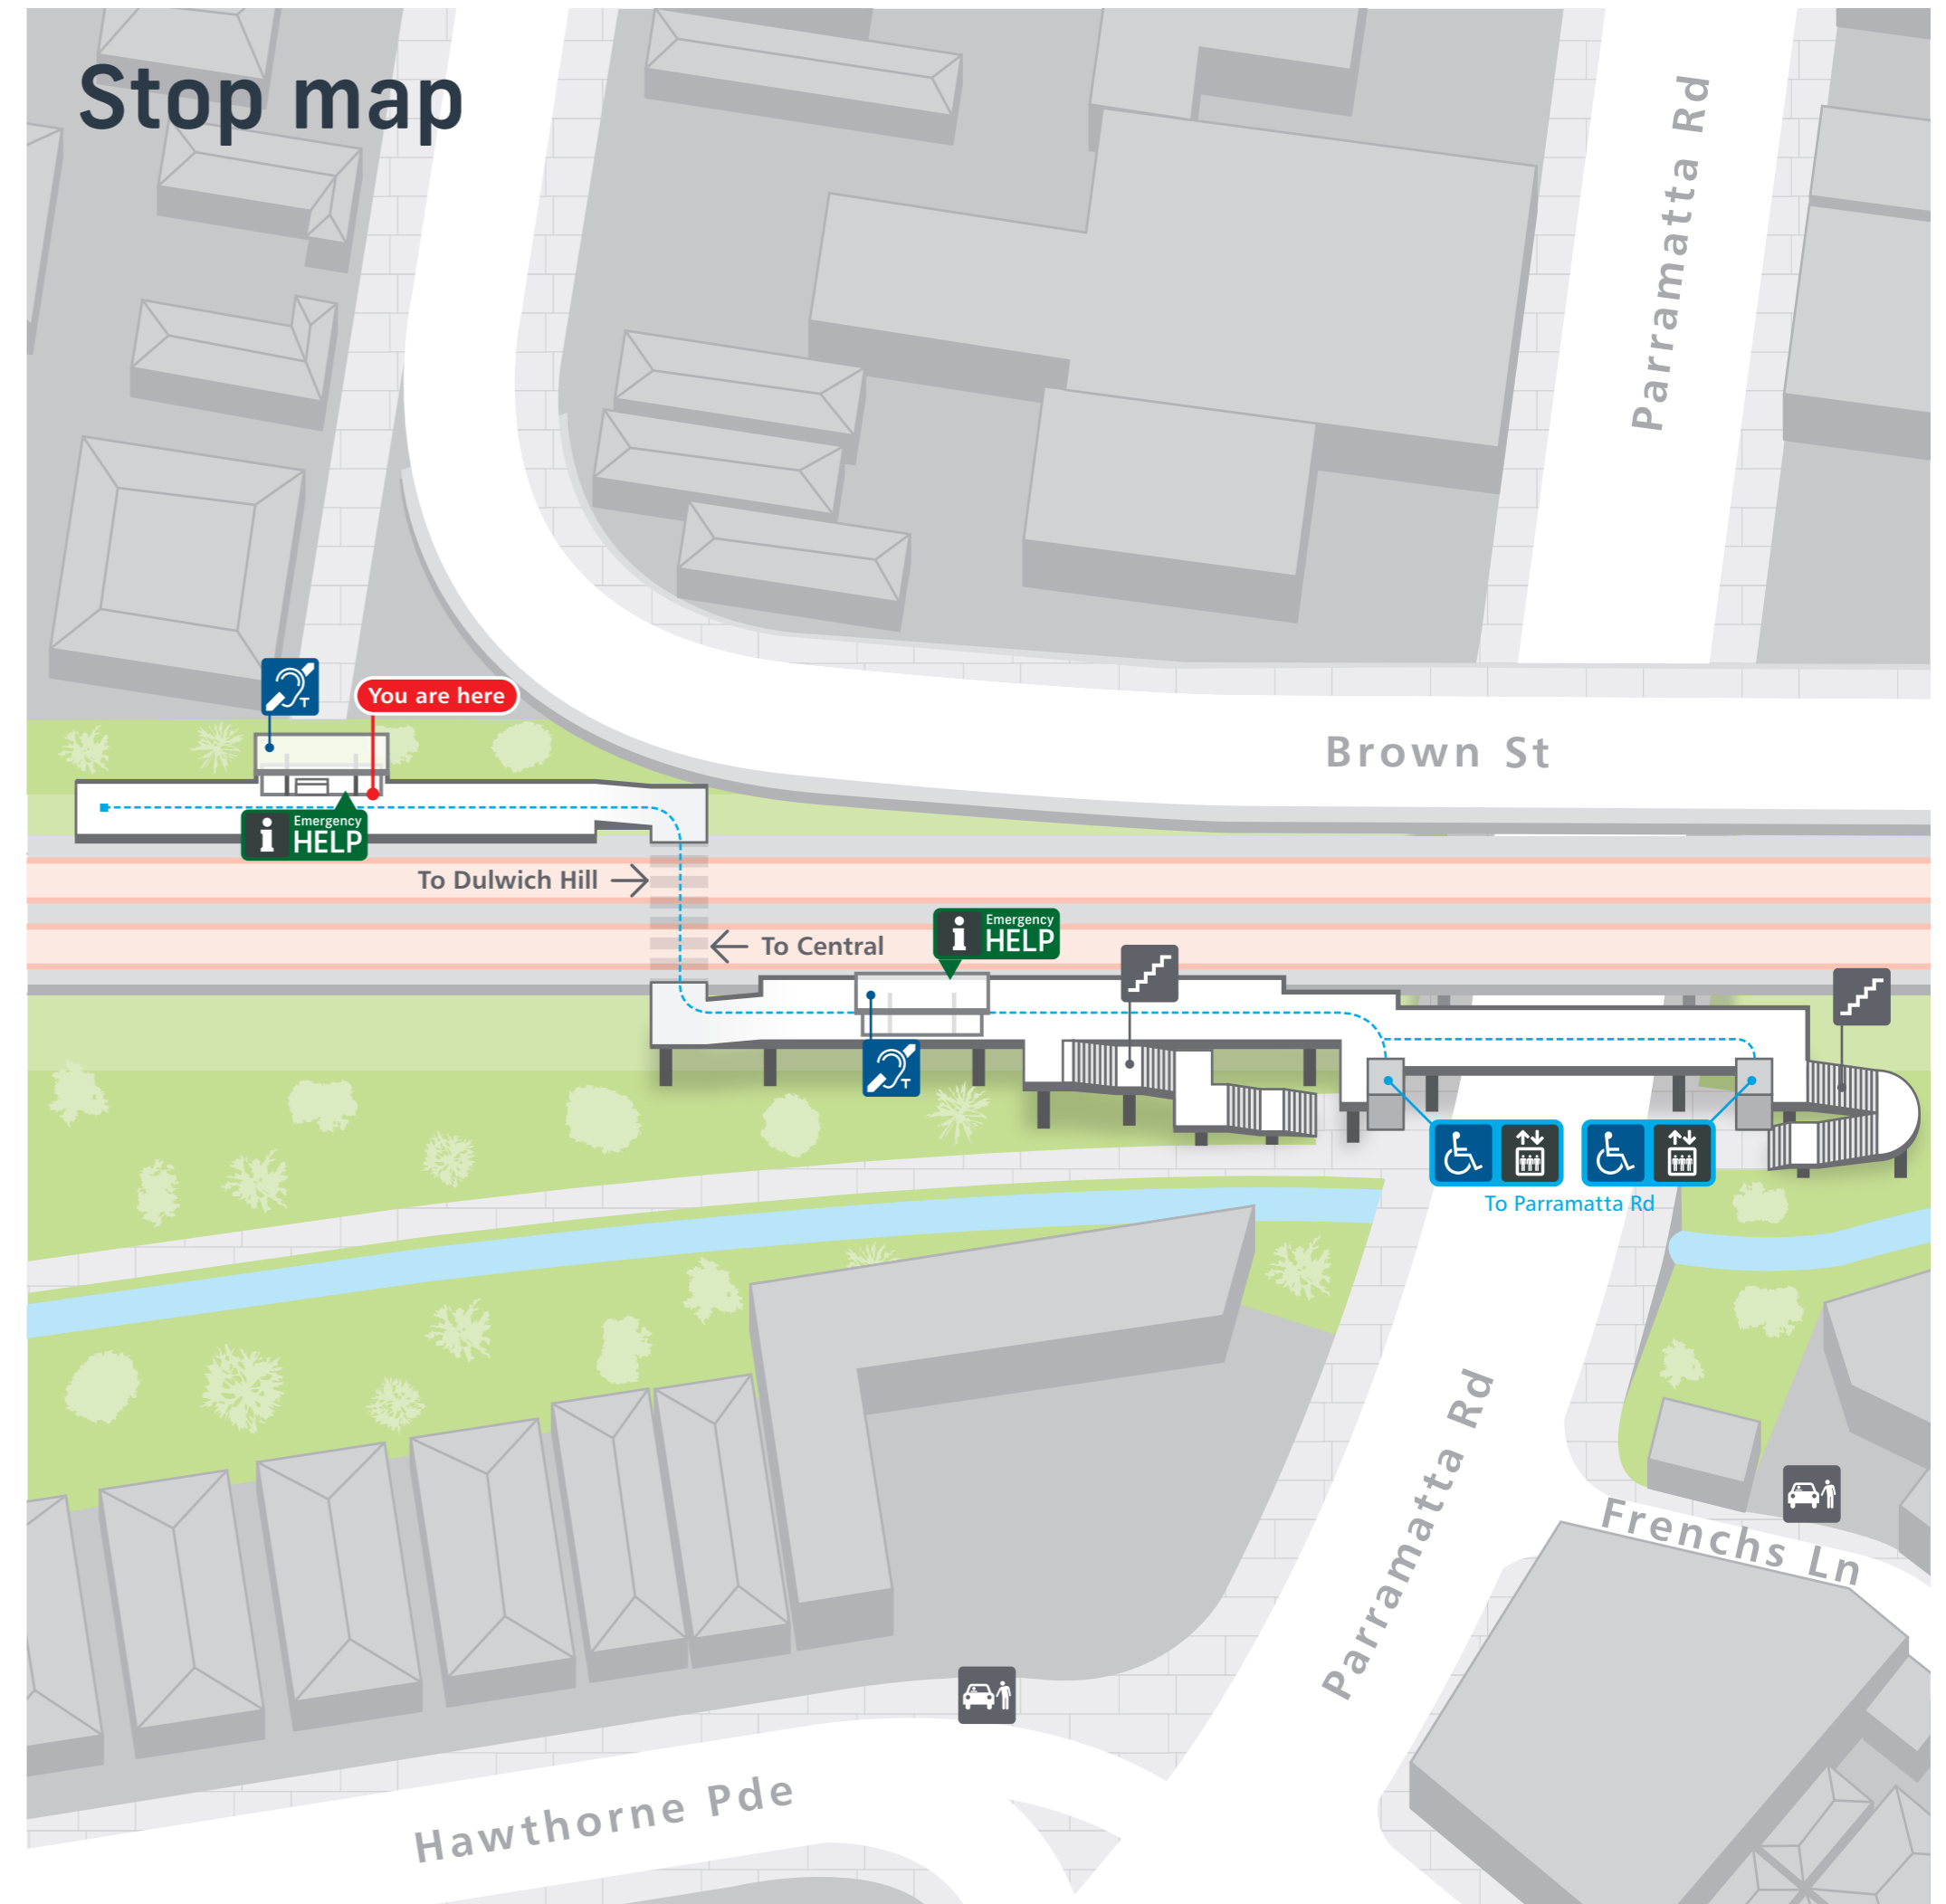 Stop map
Parramatta Rd
You are here
T
Brown St
i Emergency
HELP
To Dulwich Hill
i Emergency
HELP
To Central
T
To Parramatta Rd
Parramatta Rd
Frenchs Ln
Hawthorne Pde